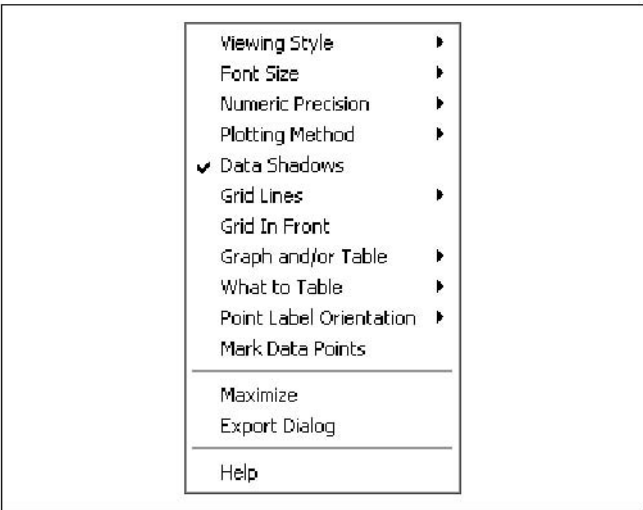 Viewing Style
Font Size
Numeric Precision
Plotting Method
Data Shadows
Grid Lines
Grid In Front
Graph and/or Table
What to Table
Point Label Orientation
Mark Data Points
Maximize
Export Dialog
Help